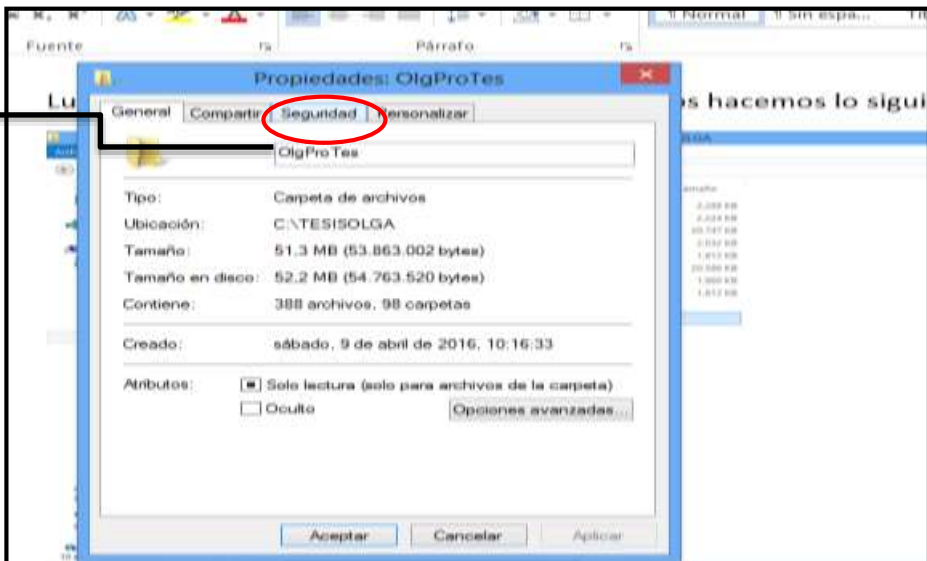 ¶ Normal ¶ Sin espa...
Fuente Párrafo
Propiedades: OlgProTes
Lu
s hacemos lo sigui
General Compartir Seguridad Personalizar
OlgProTes
Tipo: Carpeta de archivos
Ubicación: C:\TESISOLGA
Tamaño: 51,3 MB (53.863.002 bytes)
Tamaño en disco: 52,2 MB (54.763.520 bytes)
Contiene: 388 archivos, 98 carpetas
Creado: sábado, 9 de abril de 2016, 10:16:33
Atributos: Solo lectura (solo para archivos de la carpeta)
Oculto Opciones avanzadas...
Aceptar Cancelar Aplicar